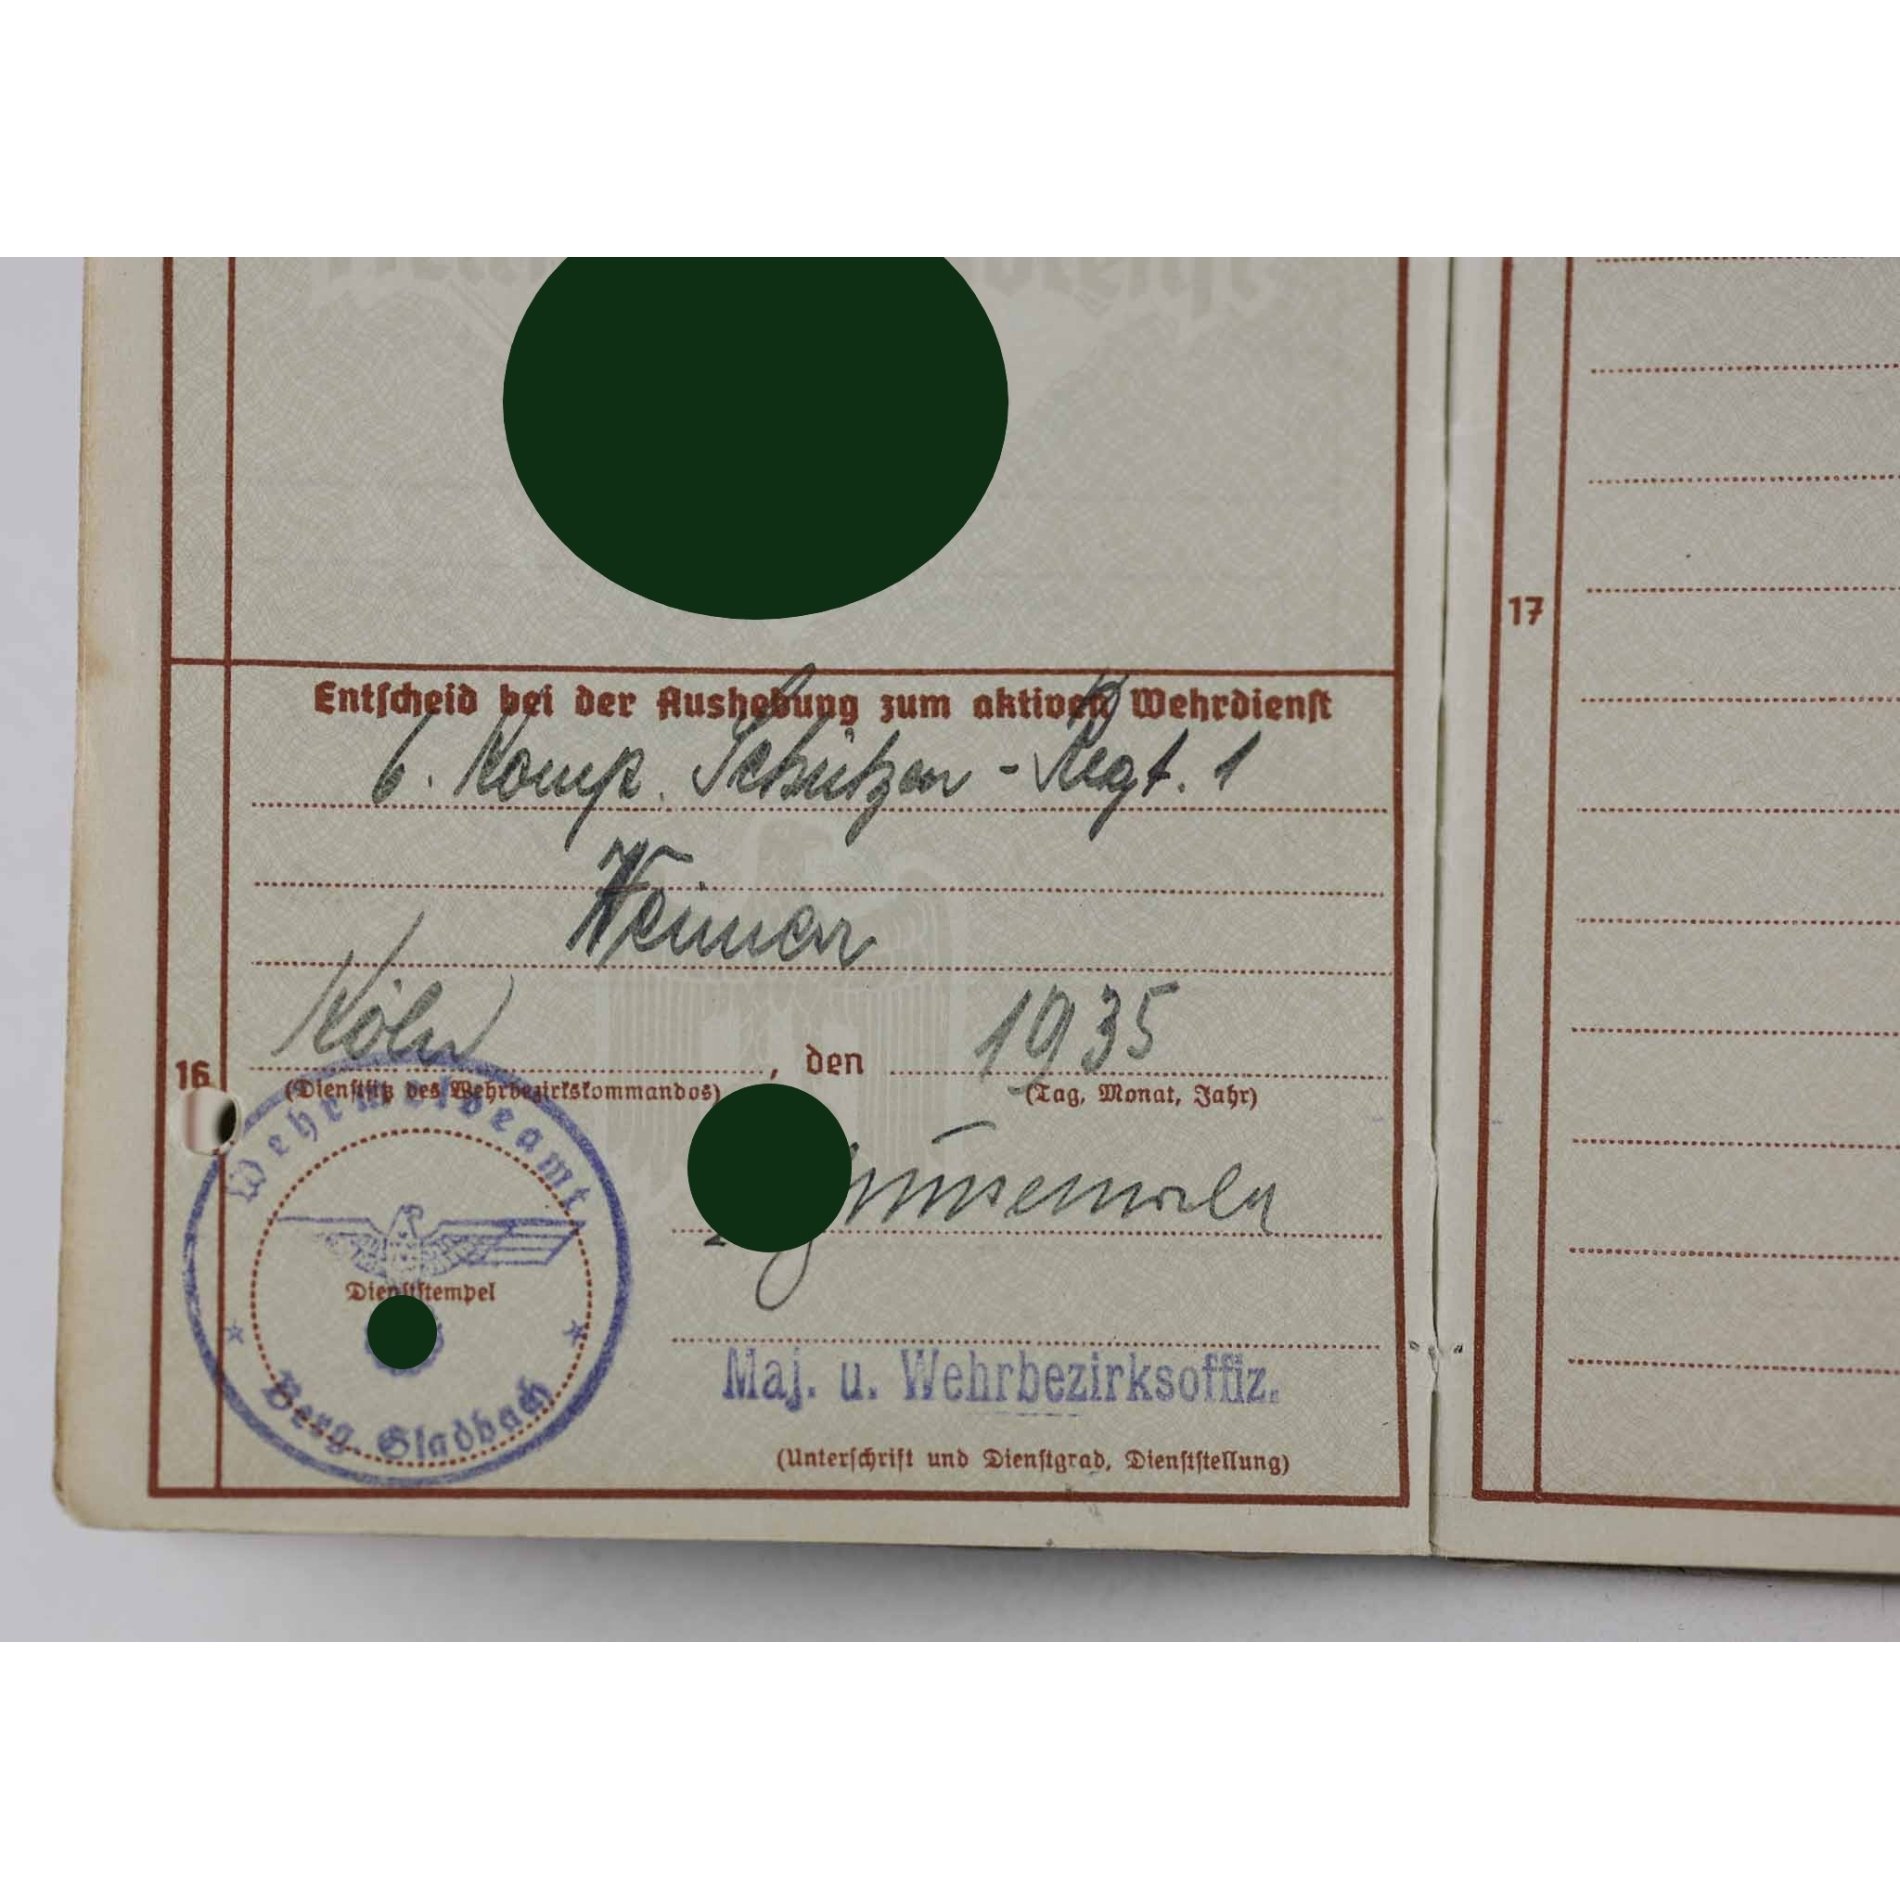 Entscheid bei der Aushebung zum aktiven Wehrdienst
6. Komp. Schützen-Regt. 1
Weimar
Köln, den 1935
16
(Dienstsitz des Wehrbezirkskommandos) (Tag, Monat, Jahr)
Wehrmeldeamt
Dienststempel
Berg. Gladbach
Maj. u. Wehrbezirksoffiz.
(Unterschrift und Dienstgrad, Dienststellung)
17